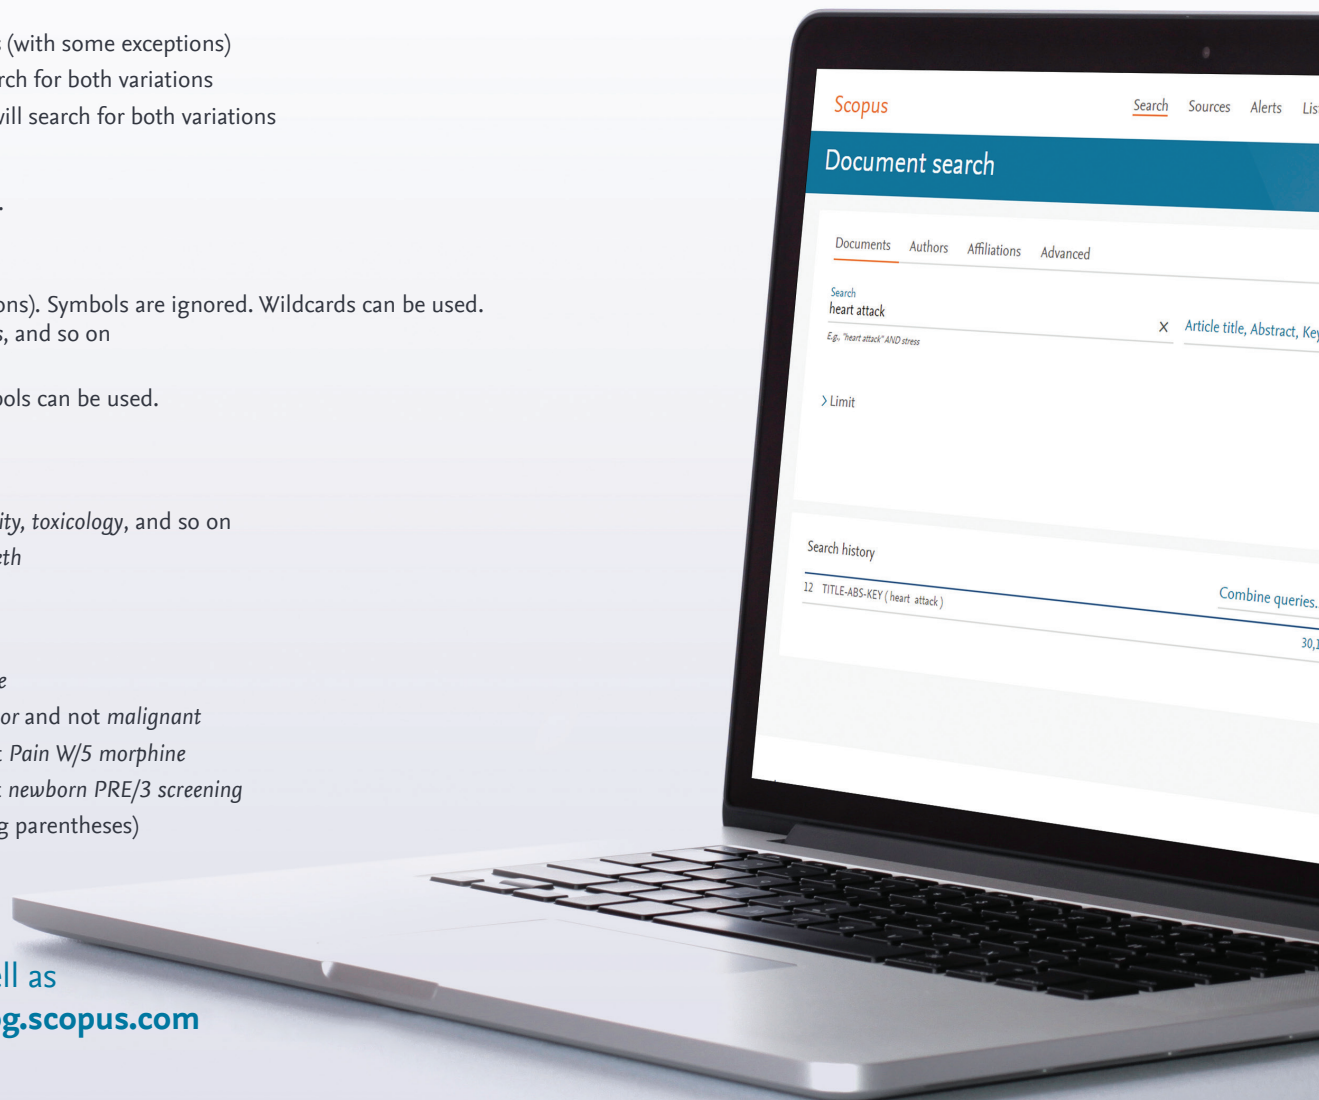 (with some exceptions)
rch for both variations
vill search for both variations
ons). Symbols are ignored. Wildcards can be used.
s, and so on
bols can be used.
ity, toxicology, and so on
eth
e
or and not malignant
: Pain W/5 morphine
: newborn PRE/3 screening
g parentheses)
ell as
og.scopus.com
Scopus
Search Sources Alerts Lis
Document search
Documents Authors Affiliations Advanced
Search
heart attack
X Article title, Abstract, Key
E.g., "heart attack" AND stress
> Limit
Search history
Combine queries..
12 TITLE-ABS-KEY ( heart attack )
30,1